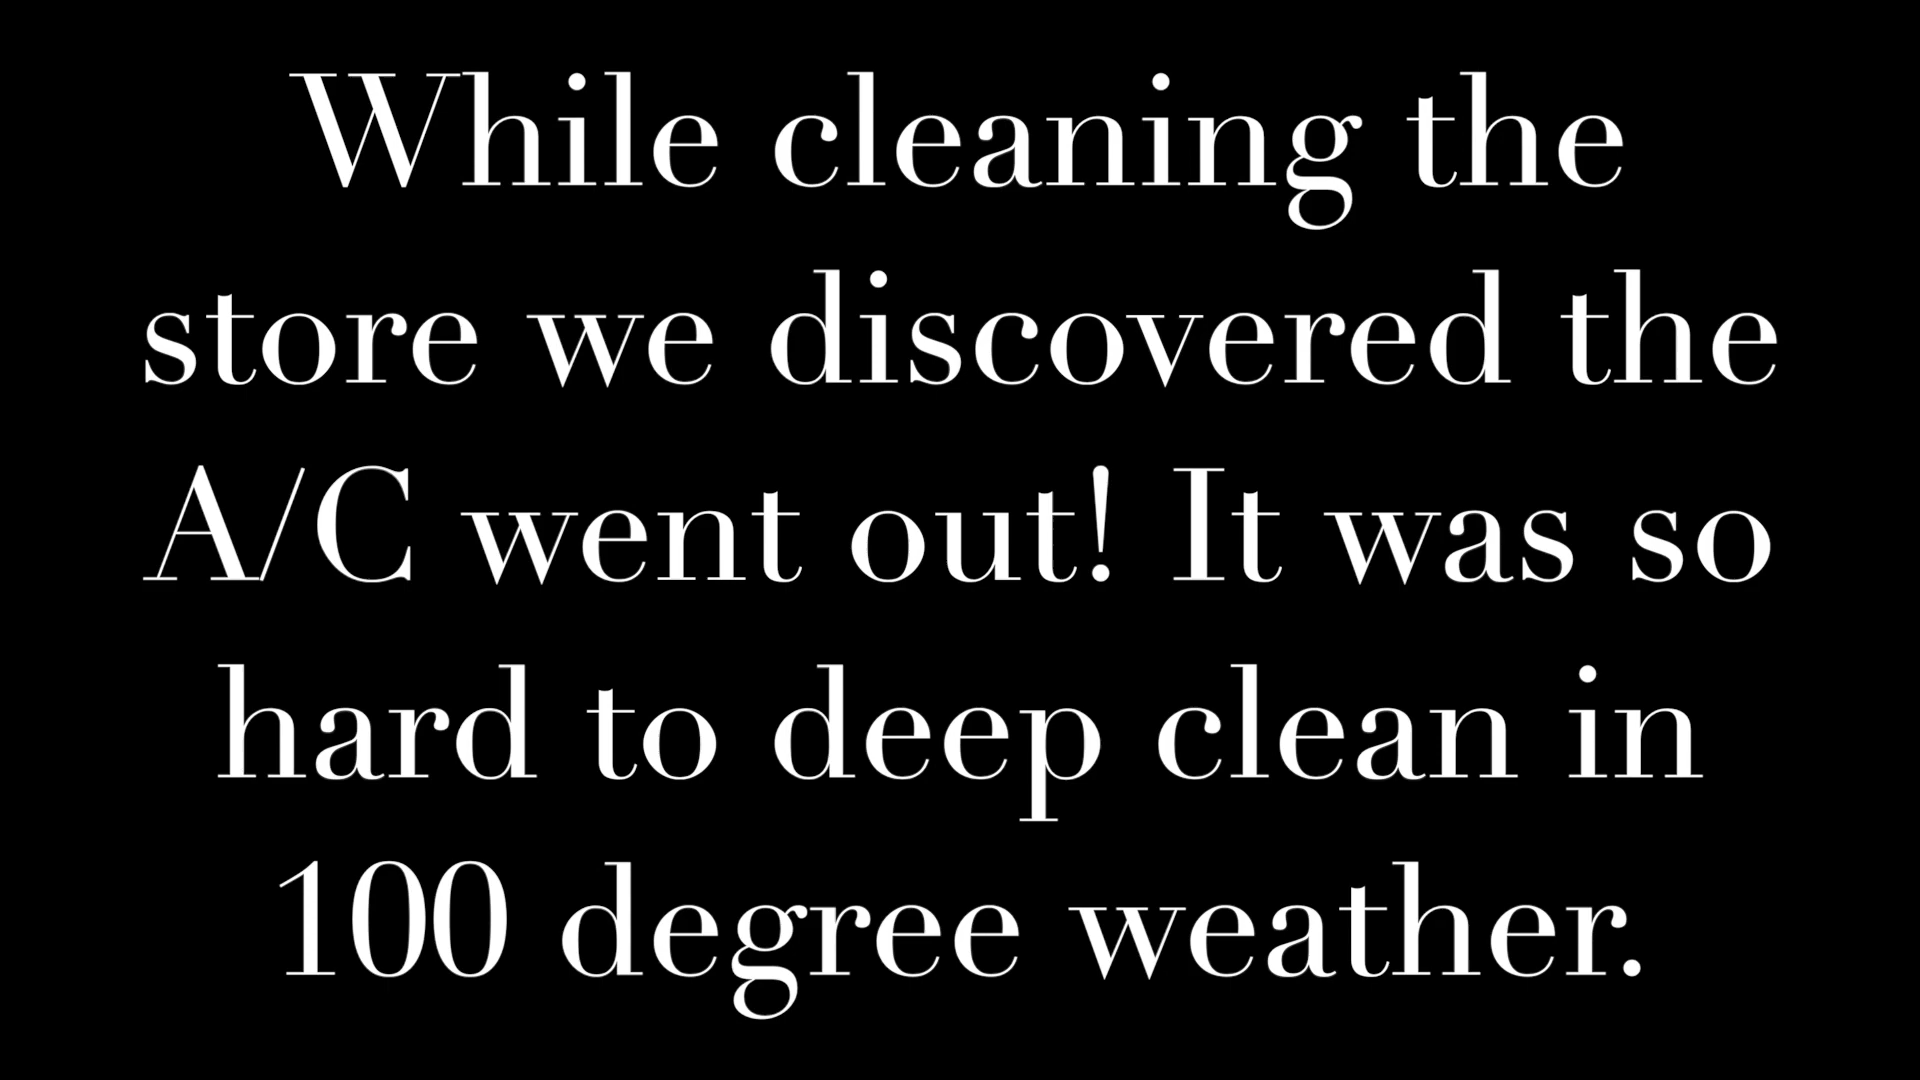 While cleaning the
store we discovered the
A/C went out! It was so
hard to deep clean in
100 degree weather.